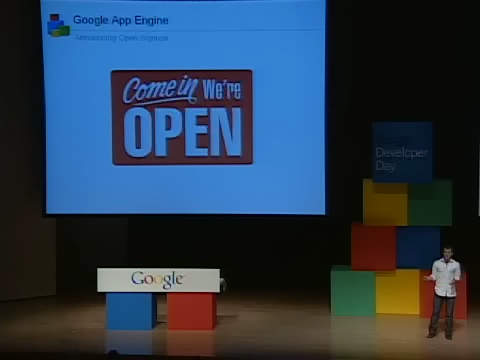 Google App Engine
Announcing Open Signups
Come in We're
OPEN
Developer
Day
Google